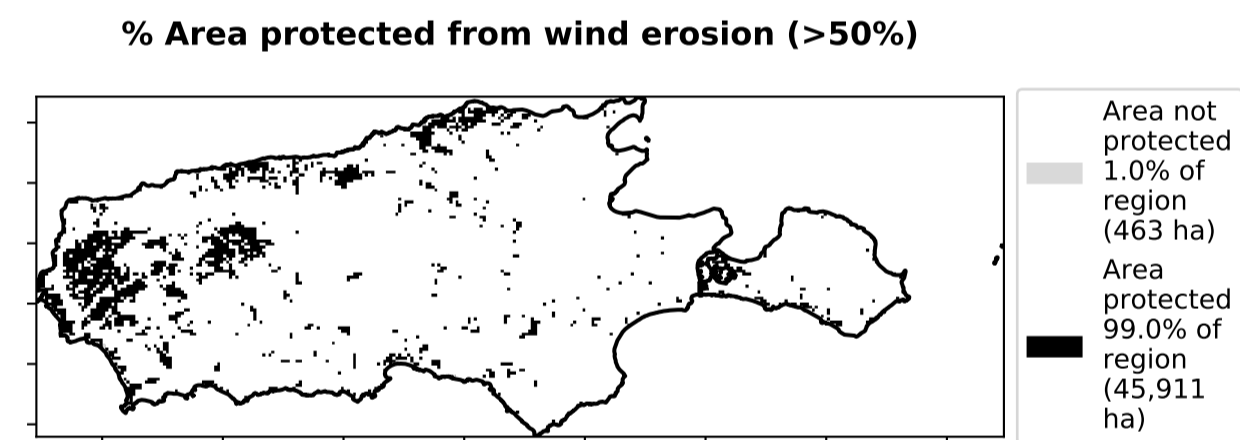 % Area protected from wind erosion (>50%)
Area not
protected
1.0% of
region
(463 ha)
Area
protected
99.0% of
region
(45,911
ha)